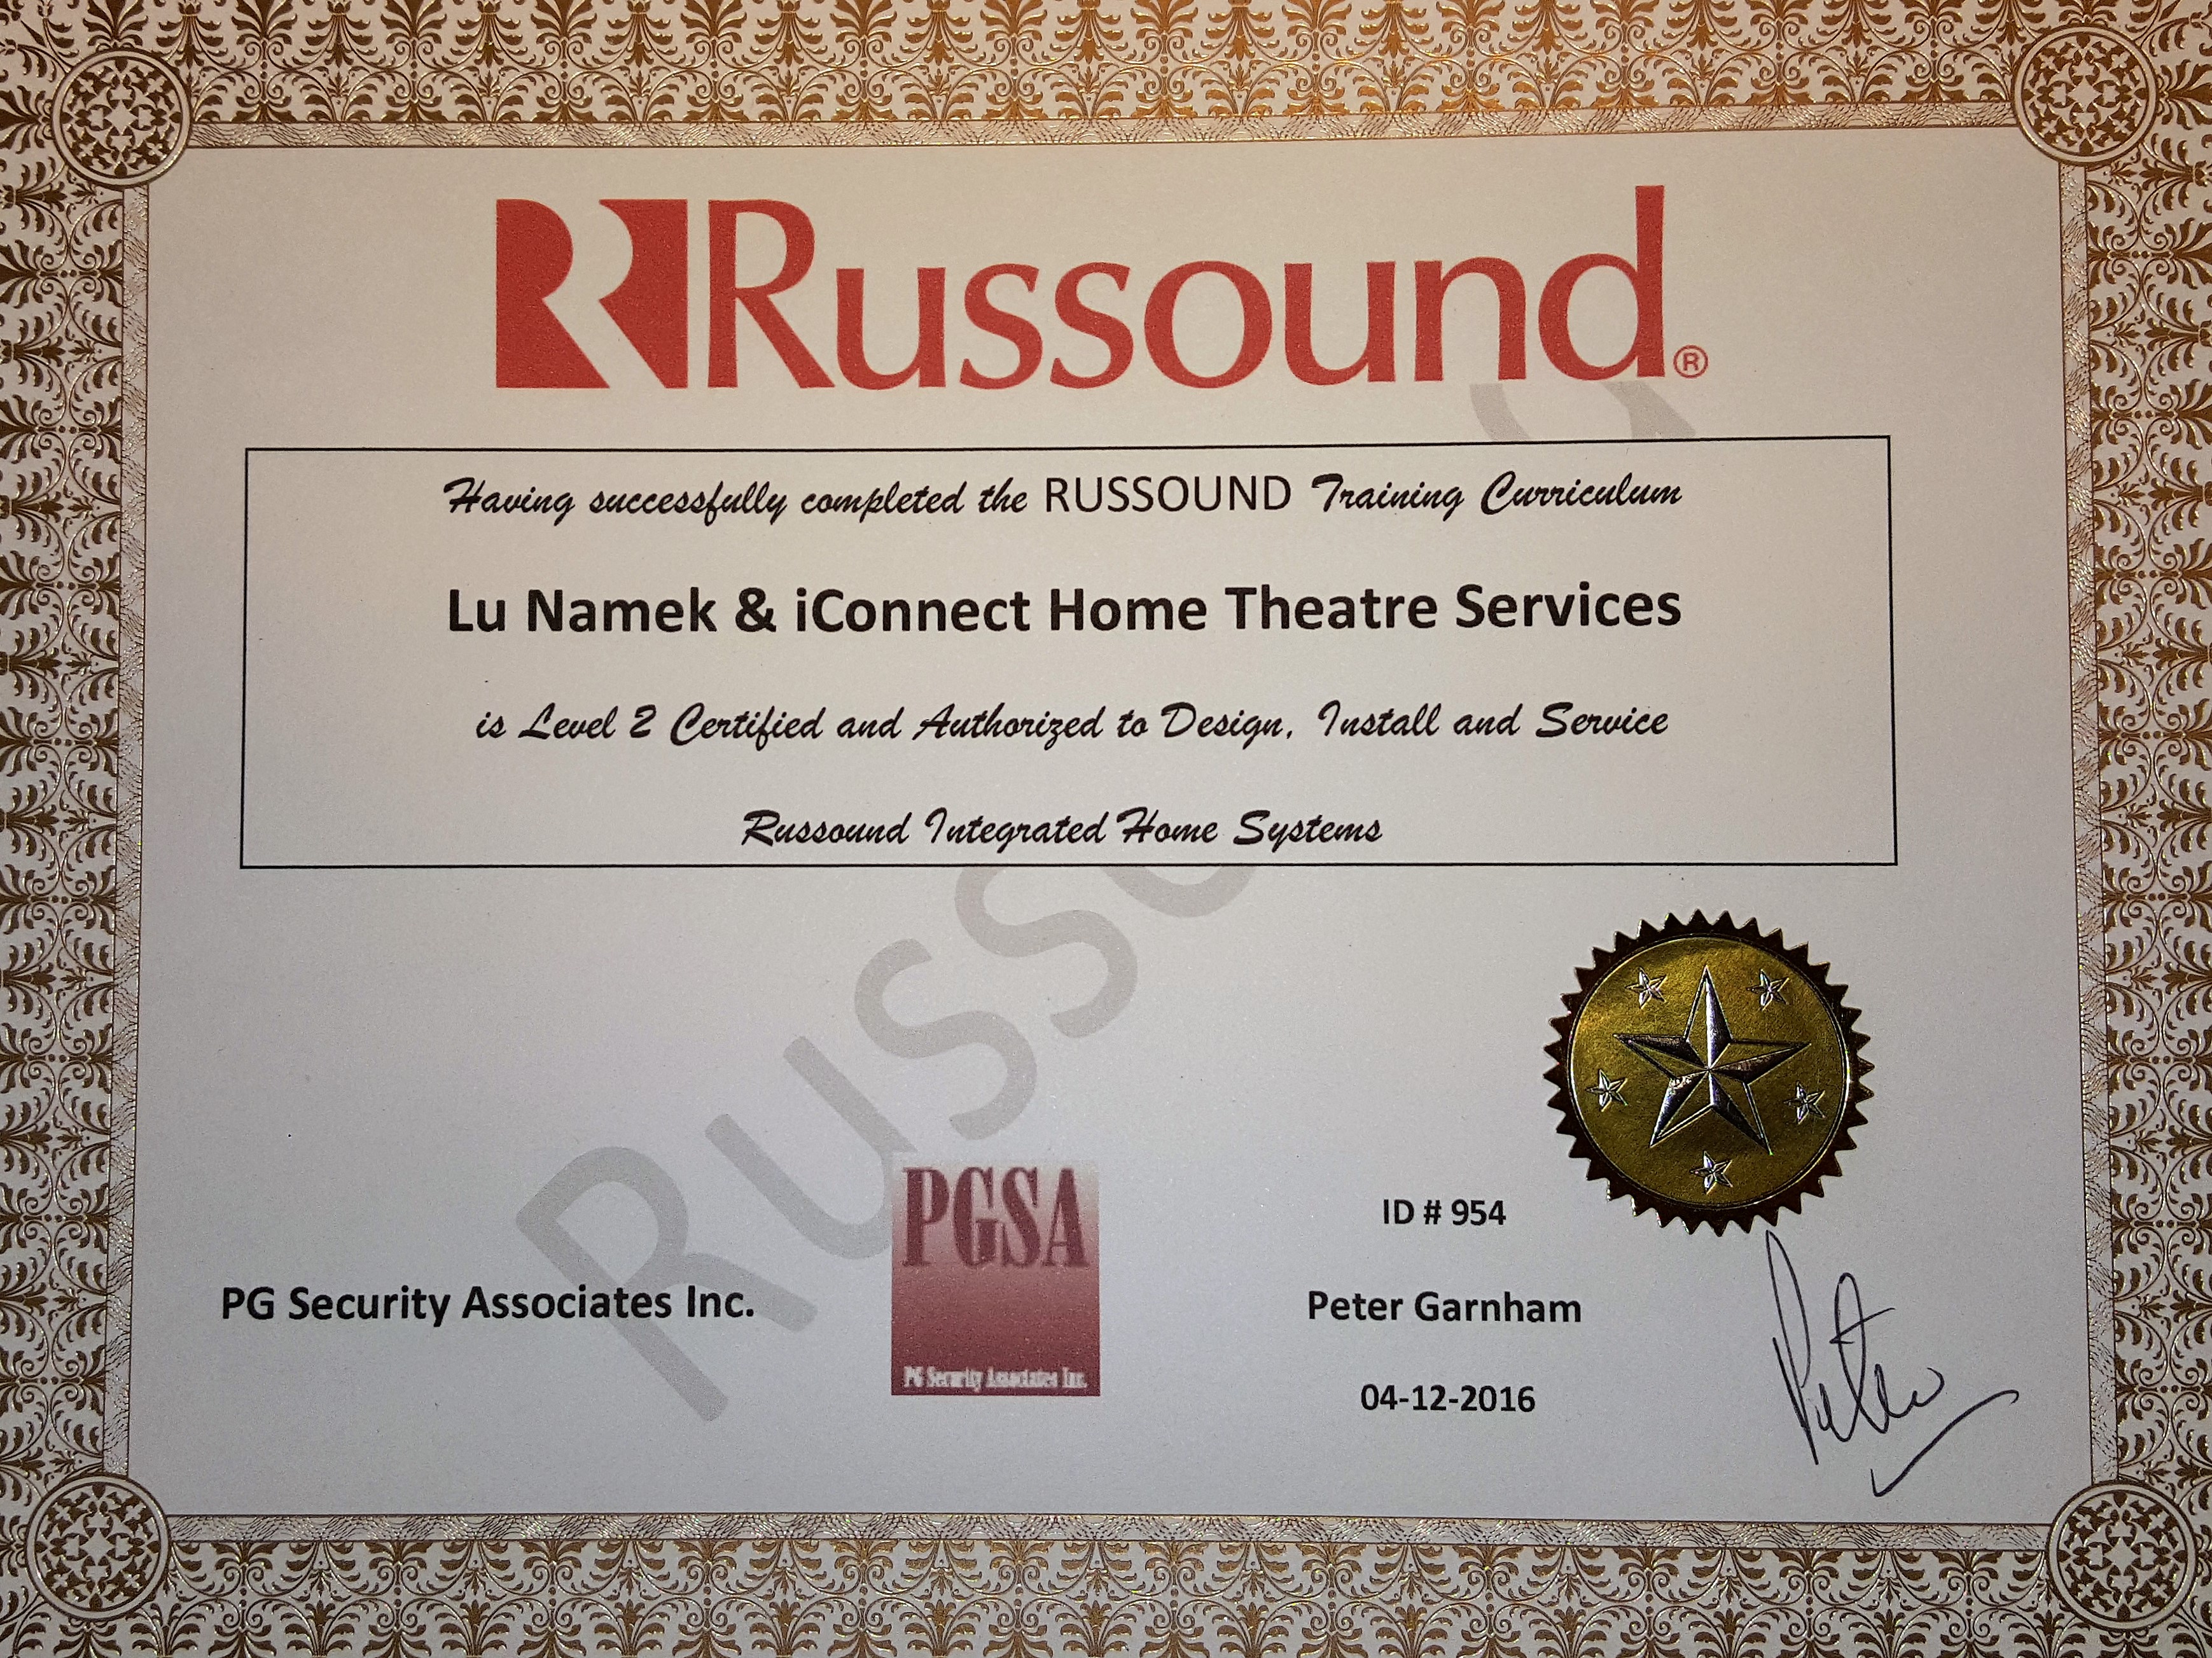 Russound®
Having successfully completed the RUSSOUND Training Curriculum
Lu Namek & iConnect Home Theatre Services
is Level 2 Certified and Authorized to Design, Install and Service
Russound Integrated Home Systems
PGSA
PG Security Associates Inc.
PG Security Associates Inc.
ID # 954
Peter Garnham
04-12-2016
Peter
Russound